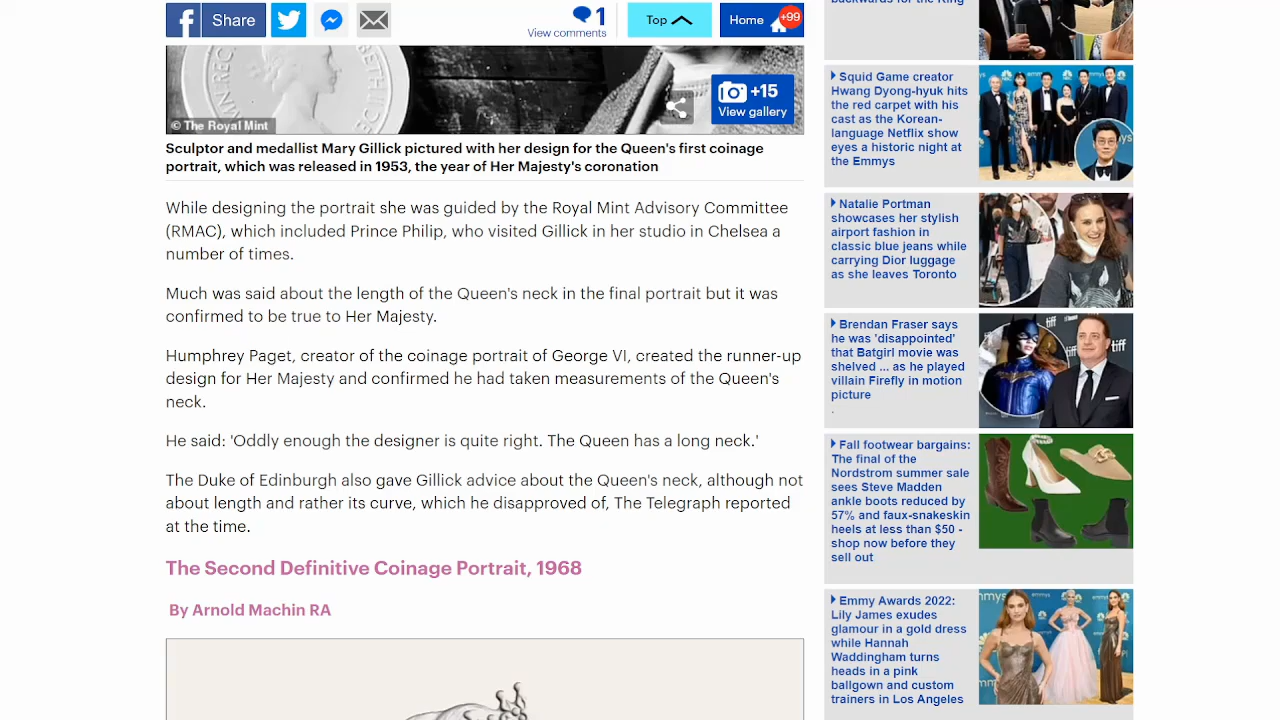 Share
1
View comments
Top
Home
+99
+15
View gallery
© The Royal Mint
Sculptor and medallist Mary Gillick pictured with her design for the Queen's first coinage
portrait, which was released in 1953, the year of Her Majesty's coronation
While designing the portrait she was guided by the Royal Mint Advisory Committee
(RMAC), which included Prince Philip, who visited Gillick in her studio in Chelsea a
number of times.
Much was said about the length of the Queen's neck in the final portrait but it was
confirmed to be true to Her Majesty.
Humphrey Paget, creator of the coinage portrait of George VI, created the runner-up
design for Her Majesty and confirmed he had taken measurements of the Queen's
neck.
He said: 'Oddly enough the designer is quite right. The Queen has a long neck.'
The Duke of Edinburgh also gave Gillick advice about the Queen's neck, although not
about length and rather its curve, which he disapproved of, The Telegraph reported
at the time.
The Second Definitive Coinage Portrait, 1968
By Arnold Machin RA
backwards for the Ring
Squid Game creator
Hwang Dyong-hyuk hits
the red carpet with his
cast as the Korean-
language Netflix show
eyes a historic night at
the Emmys
Natalie Portman
showcases her stylish
airport fashion in
classic blue jeans while
carrying Dior luggage
as she leaves Toronto
Brendan Fraser says
he was 'disappointed'
that Batgirl movie was
shelved ... as he played
villain Firefly in motion
picture
.
tiff
tiff
Fall footwear bargains:
The final of the
Nordstrom summer sale
sees Steve Madden
ankle boots reduced by
57% and faux-snakeskin
heels at less than $50 -
shop now before they
sell out
Emmy Awards 2022:
Lily James exudes
glamour in a gold dress
while Hannah
Waddingham turns
heads in a pink
ballgown and custom
trainers in Los Angeles